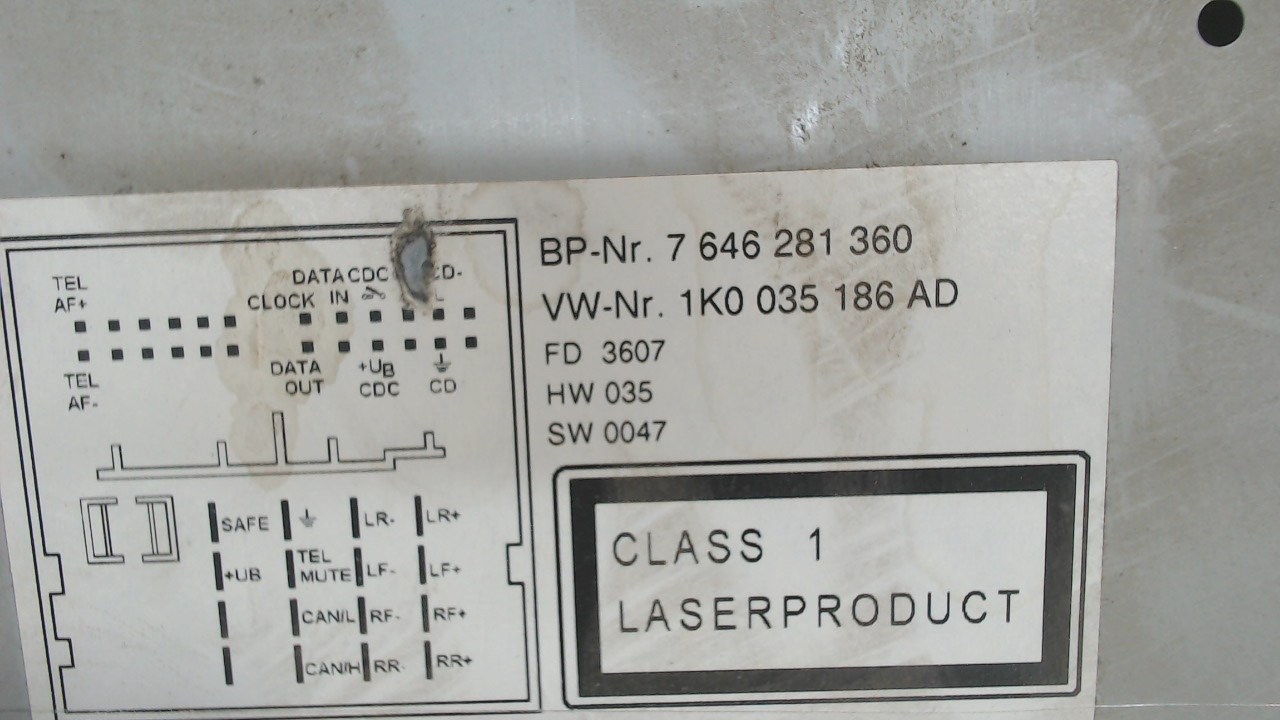 BP-Nr. 7 646 281 360
VW-Nr. 1K0 035 186 AD
FD 3607
HW 035
SW 0047
CLASS 1
LASERPRODUCT
TEL
AF+
DATA CDC CD-
CLOCK IN
TEL
AF-
DATA
OUT
+UB
CDC
CD
SAFE LR- LR+
+UB TEL
MUTE LF- LF+
CAN/L RF- RF+
CAN/H RR- RR+